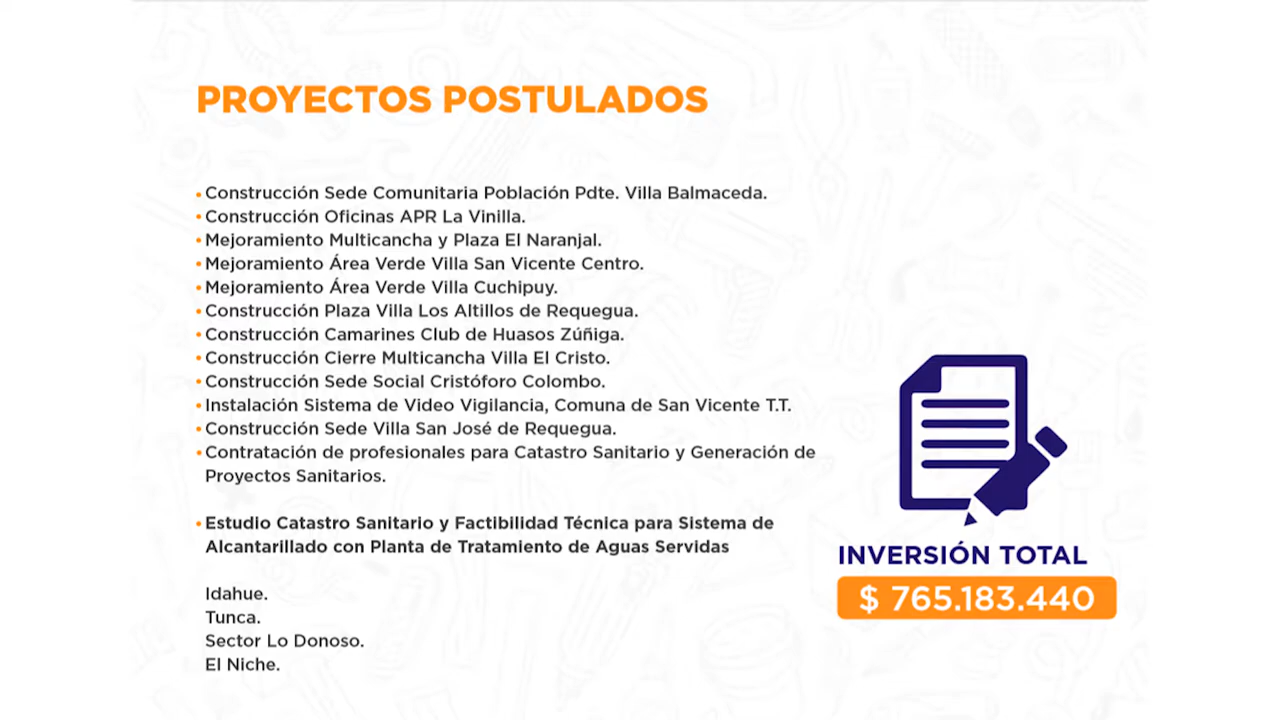 PROYECTOS POSTULADOS
• Construcción Sede Comunitaria Población Pdte. Villa Balmaceda.
• Construcción Oficinas APR La Vinilla.
• Mejoramiento Multicancha y Plaza El Naranjal.
• Mejoramiento Área Verde Villa San Vicente Centro.
• Mejoramiento Área Verde Villa Cuchipuy.
• Construcción Plaza Villa Los Altillos de Requegua.
• Construcción Camarines Club de Huasos Zúñiga.
• Construcción Cierre Multicancha Villa El Cristo.
• Construcción Sede Social Cristóforo Colombo.
• Instalación Sistema de Video Vigilancia, Comuna de San Vicente T.T.
• Construcción Sede Villa San José de Requegua.
• Contratación de profesionales para Catastro Sanitario y Generación de
Proyectos Sanitarios.
• Estudio Catastro Sanitario y Factibilidad Técnica para Sistema de
Alcantarillado con Planta de Tratamiento de Aguas Servidas
Idahue.
Tunca.
Sector Lo Donoso.
El Niche.
INVERSIÓN TOTAL
$ 765.183.440